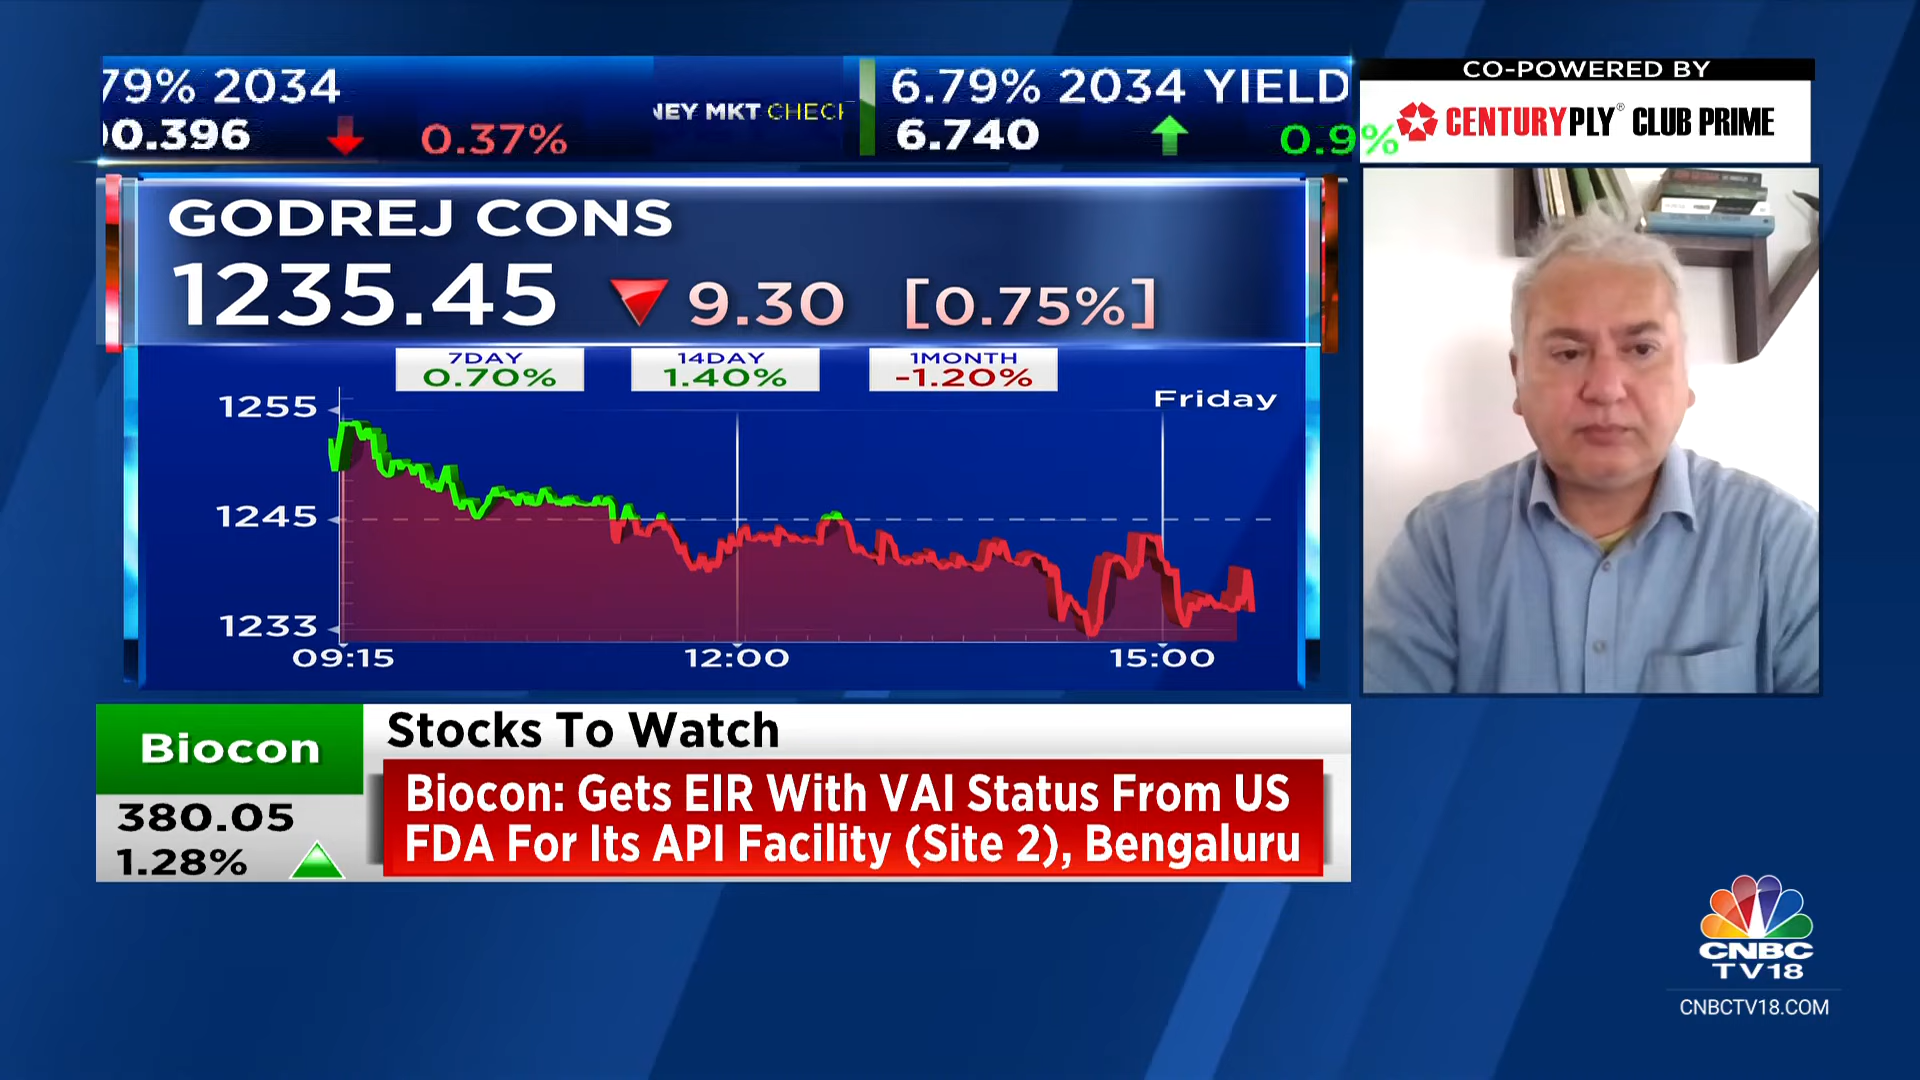 79% 2034
0.396 0.37%
NEY MKT CHECK
6.79% 2034 YIELD
6.740 0.9%
CO-POWERED BY
CENTURYPLY® CLUB PRIME
GODREJ CONS
1235.45 9.30 [0.75%]
7DAY
0.70%
14DAY
1.40%
1MONTH
-1.20%
Friday
1255
1245
1233
09:15 12:00 15:00
Biocon
380.05
1.28%
Stocks To Watch
Biocon: Gets EIR With VAI Status From US
FDA For Its API Facility (Site 2), Bengaluru
CNBC
TV18
CNBCTV18.COM